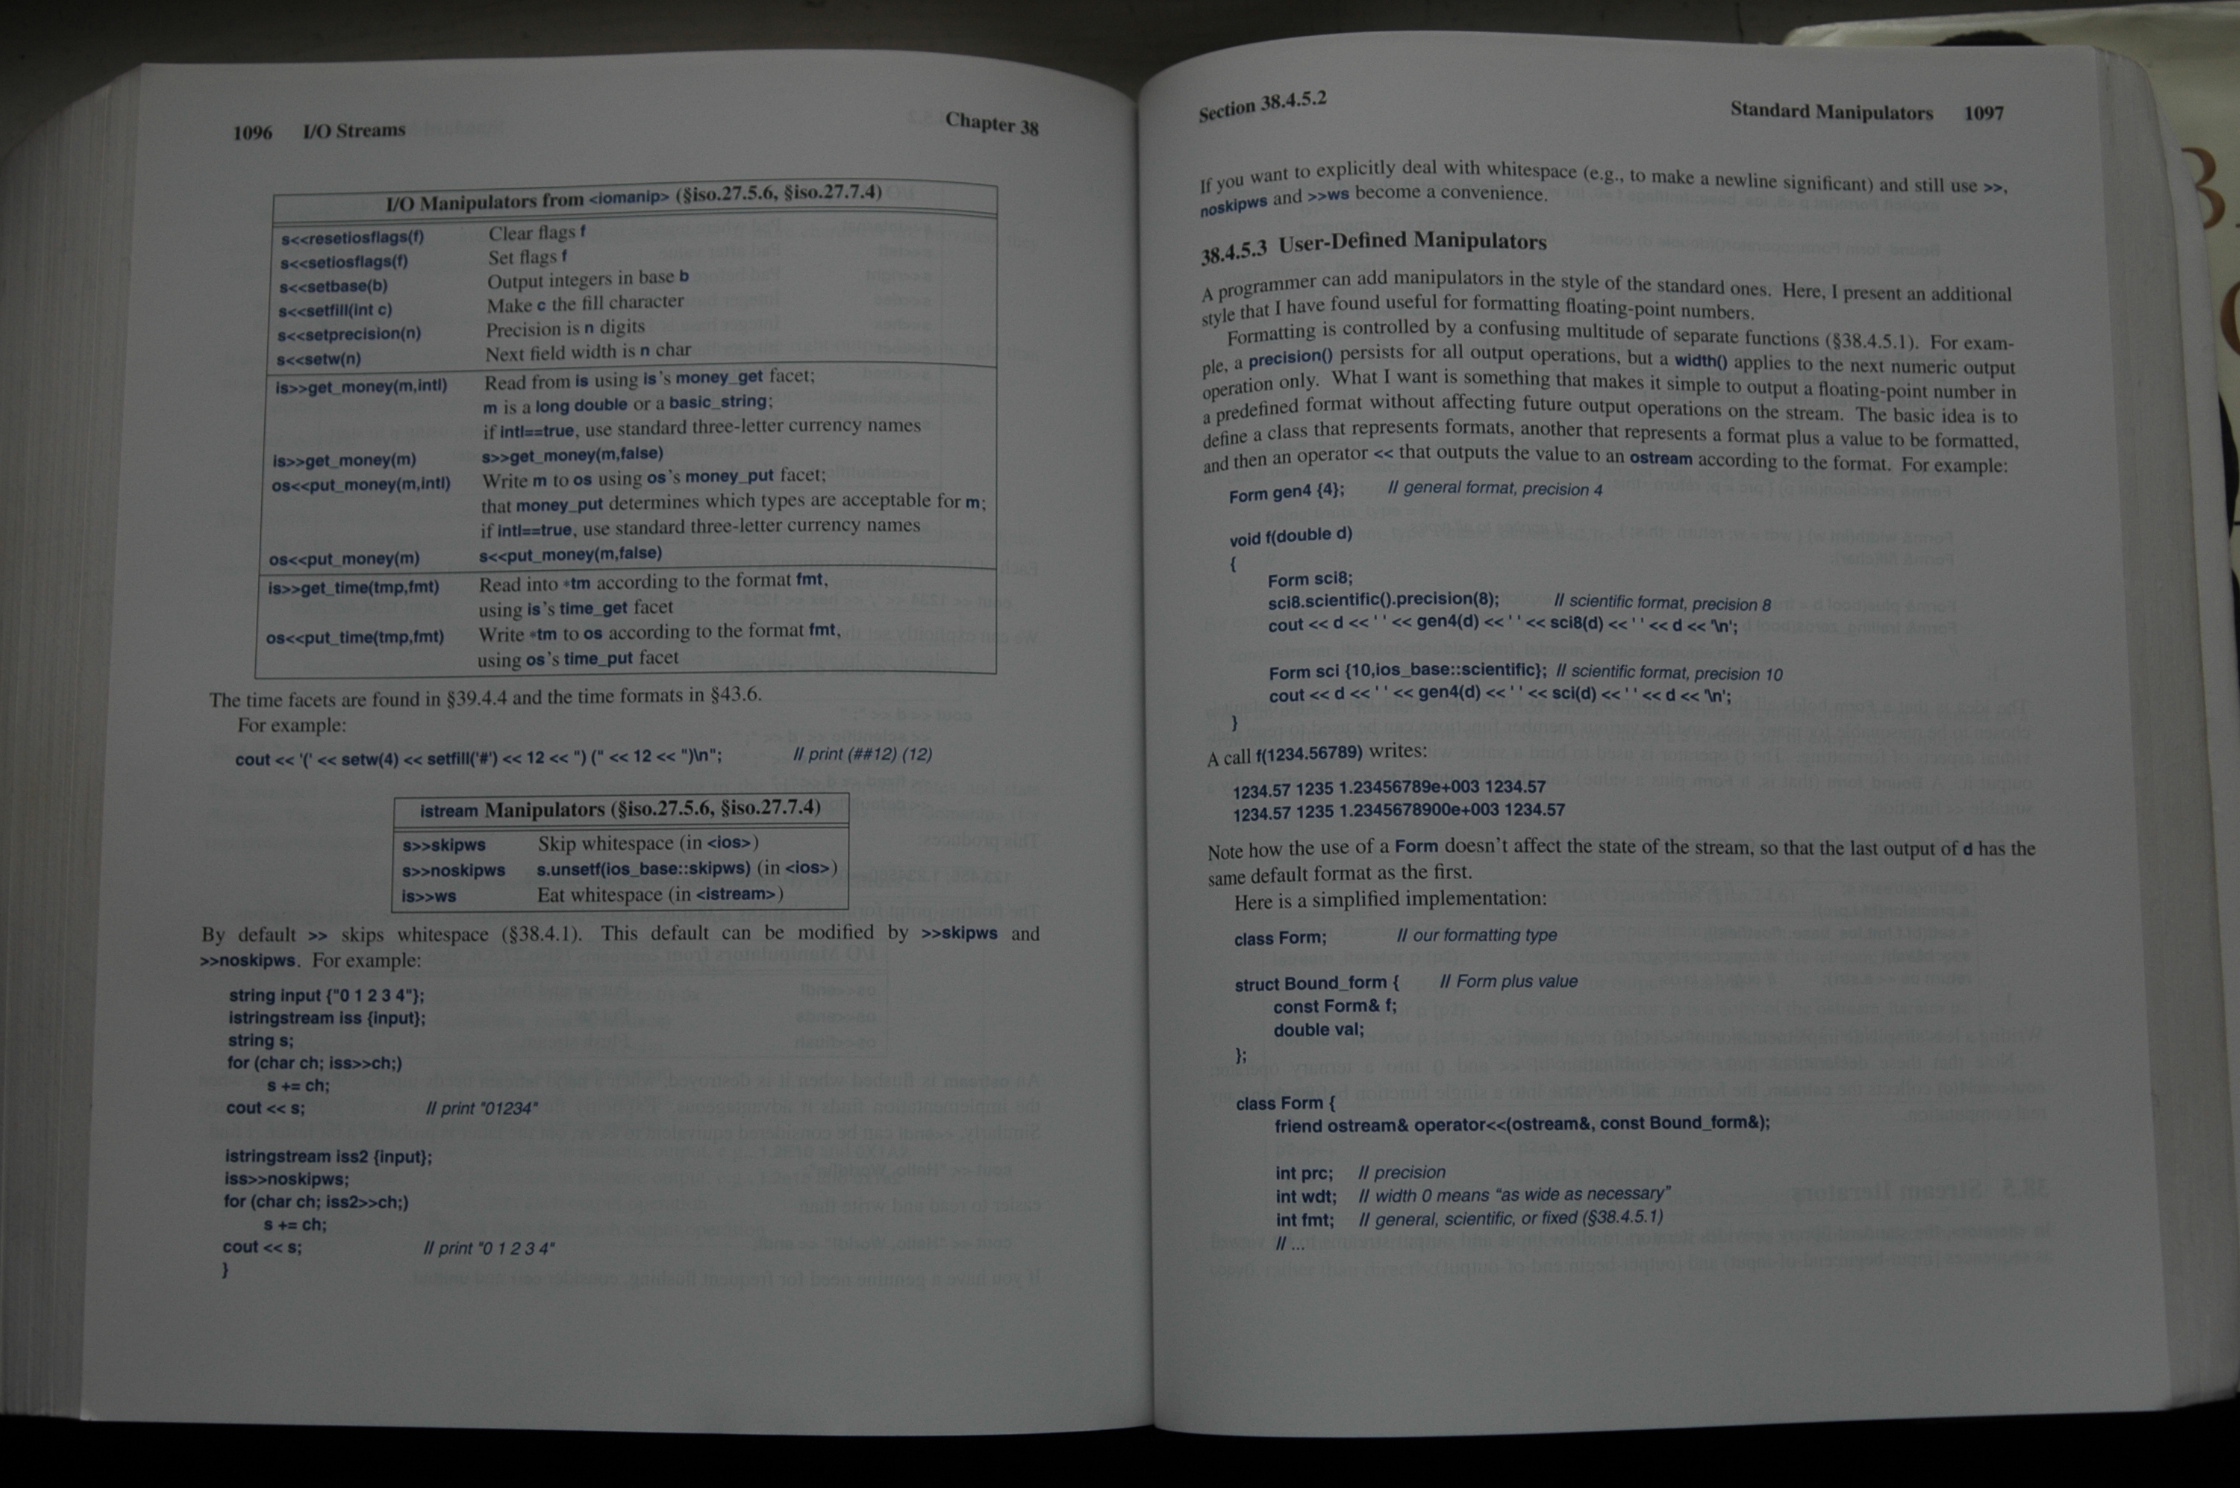 1096 I/O Streams Chapter 38
I/O Manipulators from <iomanip> (§iso.27.5.6, §iso.27.7.4)
s<<resetiosflags(f) Clear flags f
s<<setiosflags(f) Set flags f
s<<setbase(b) Output integers in base b
s<<setfill(int c) Make c the fill character
s<<setprecision(n) Precision is n digits
s<<setw(n) Next field width is n char
is>>get_money(m,intl) Read from is using is's money_get facet;
m is a long double or a basic_string;
if intl==true, use standard three-letter currency names
is>>get_money(m) s>>get_money(m,false)
os<<put_money(m,intl) Write m to os using os's money_put facet;
that money_put determines which types are acceptable for m;
if intl==true, use standard three-letter currency names
os<<put_money(m) s<<put_money(m,false)
is>>get_time(tmp,fmt) Read into *tm according to the format fmt,
using is's time_get facet
os<<put_time(tmp,fmt) Write *tm to os according to the format fmt,
using os's time_put facet
The time facets are found in §39.4.4 and the time formats in §43.6.
For example:
cout << '(' << setw(4) << setfill('#') << 12 << ") (" << 12 << ")\n"; // print (##12) (12)
istream Manipulators (§iso.27.5.6, §iso.27.7.4)
s>>skipws Skip whitespace (in <ios>)
s>>noskipws s.unsetf(ios_base::skipws) (in <ios>)
is>>ws Eat whitespace (in <istream>)
By default >> skips whitespace (§38.4.1). This default can be modified by >>skipws and
>>noskipws. For example:
string input {"0 1 2 3 4"};
istringstream iss {input};
string s;
for (char ch; iss>>ch;)
s += ch;
cout << s; // print "01234"
istringstream iss2 {input};
iss>>noskipws;
for (char ch; iss2>>ch;)
s += ch;
cout << s; // print "0 1 2 3 4"
}
Section 38.4.5.2 Standard Manipulators 1097
If you want to explicitly deal with whitespace (e.g., to make a newline significant) and still use >>,
noskipws and >>ws become a convenience.
38.4.5.3 User-Defined Manipulators
A programmer can add manipulators in the style of the standard ones. Here, I present an additional
style that I have found useful for formatting floating-point numbers.
Formatting is controlled by a confusing multitude of separate functions (§38.4.5.1). For exam-
ple, a precision() persists for all output operations, but a width() applies to the next numeric output
operation only. What I want is something that makes it simple to output a floating-point number in
a predefined format without affecting future output operations on the stream. The basic idea is to
define a class that represents formats, another that represents a format plus a value to be formatted,
and then an operator << that outputs the value to an ostream according to the format. For example:
Form gen4 {4}; // general format, precision 4
void f(double d)
{
Form sci8;
sci8.scientific().precision(8); // scientific format, precision 8
cout << d << ' ' << gen4(d) << ' ' << sci8(d) << ' ' << d << '\n';
Form sci {10,ios_base::scientific}; // scientific format, precision 10
cout << d << ' ' << gen4(d) << ' ' << sci(d) << ' ' << d << '\n';
}
A call f(1234.56789) writes:
1234.57 1235 1.23456789e+003 1234.57
1234.57 1235 1.2345678900e+003 1234.57
Note how the use of a Form doesn't affect the state of the stream, so that the last output of d has the
same default format as the first.
Here is a simplified implementation:
class Form; // our formatting type
struct Bound_form { // Form plus value
const Form& f;
double val;
};
class Form {
friend ostream& operator<<(ostream&, const Bound_form&);
int prc; // precision
int wdt; // width 0 means "as wide as necessary"
int fmt; // general, scientific, or fixed (§38.4.5.1)
// ...